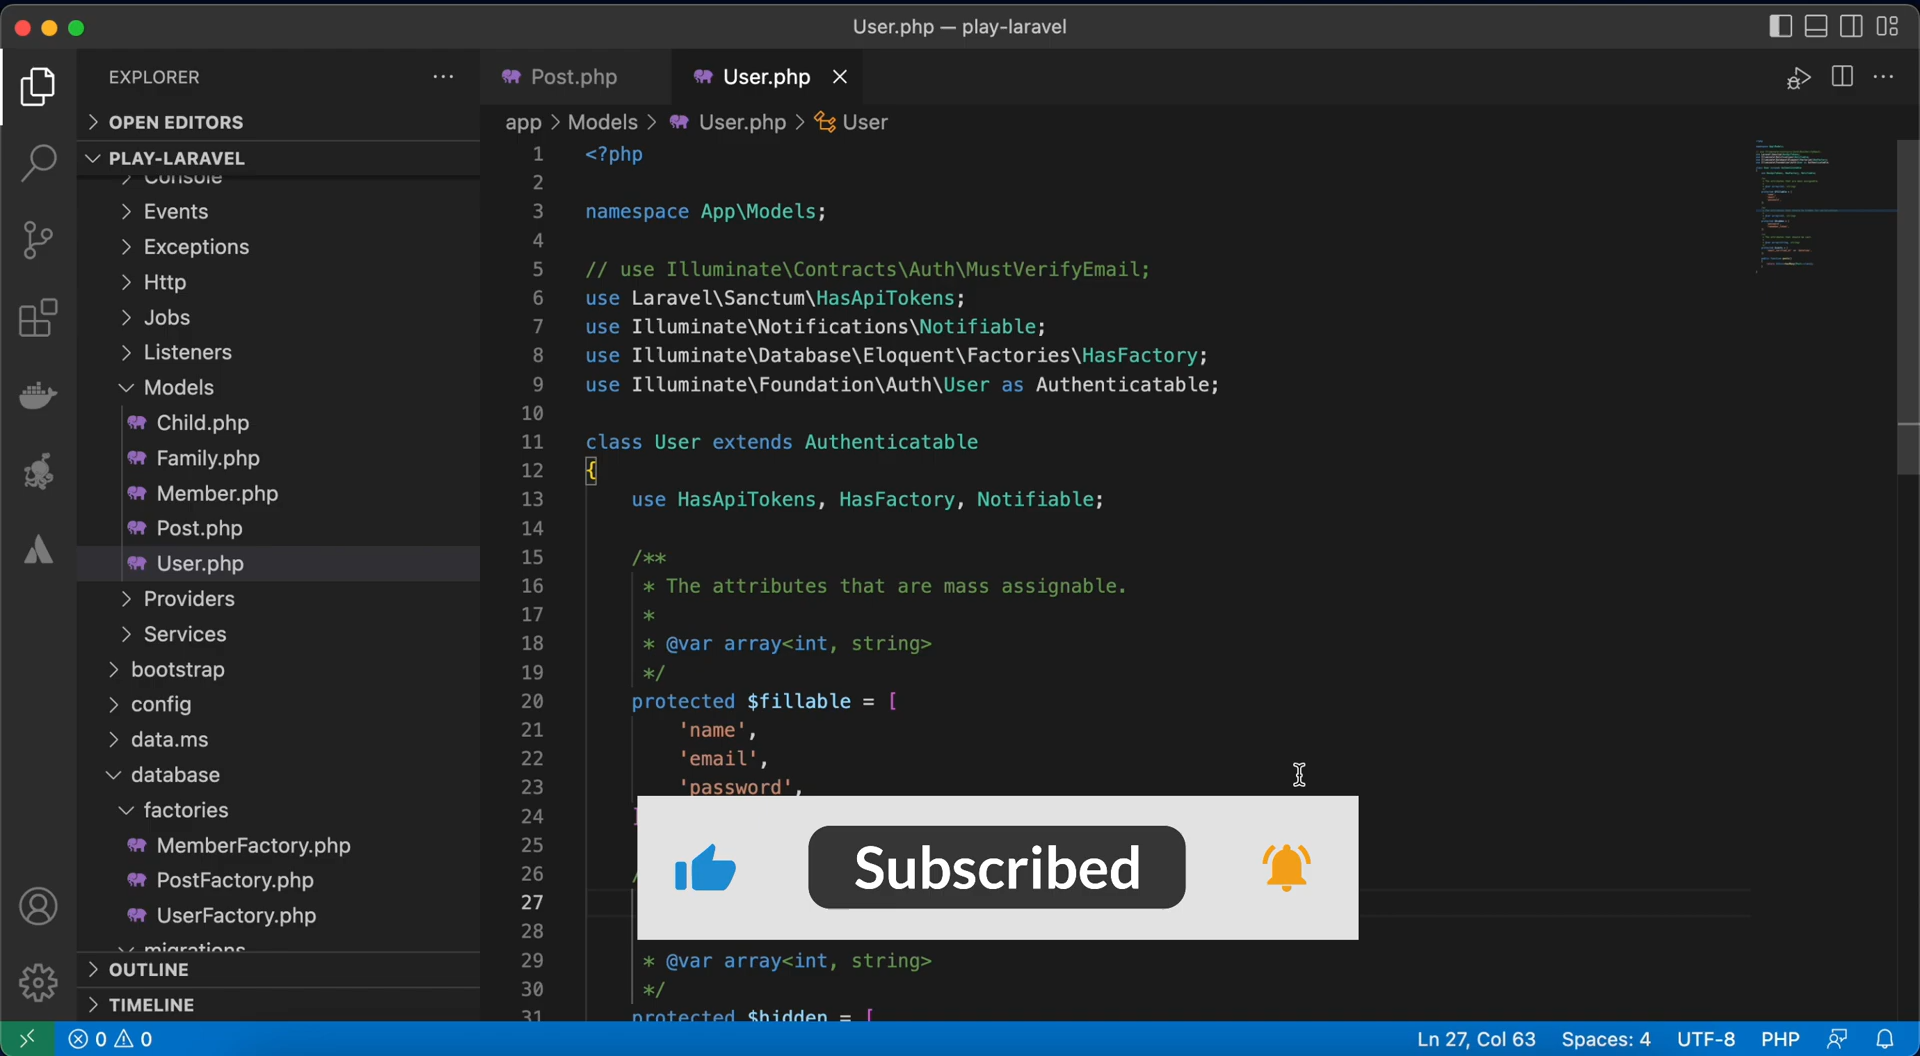 User.php — play-laravel
EXPLORER
Post.php
User.php
OPEN EDITORS
app > Models > User.php > User
PLAY-LARAVEL
Console
Events
Exceptions
Http
Jobs
Listeners
Models
Child.php
Family.php
Member.php
Post.php
User.php
Providers
Services
bootstrap
config
data.ms
database
factories
MemberFactory.php
PostFactory.php
UserFactory.php
migrations
OUTLINE
TIMELINE
1 <?php
2
3 namespace App\Models;
4
5 // use Illuminate\Contracts\Auth\MustVerifyEmail;
6 use Laravel\Sanctum\HasApiTokens;
7 use Illuminate\Notifications\Notifiable;
8 use Illuminate\Database\Eloquent\Factories\HasFactory;
9 use Illuminate\Foundation\Auth\User as Authenticatable;
10
11 class User extends Authenticatable
12 {
13 use HasApiTokens, HasFactory, Notifiable;
14
15 /**
16 * The attributes that are mass assignable.
17 *
18 * @var array<int, string>
19 */
20 protected $fillable = [
21 'name',
22 'email',
23 'password',
24 ]
25
26 /
27
28
29 * @var array<int, string>
30 */
31 protected $hidden = [
Subscribed
0 0
Ln 27, Col 63
Spaces: 4
UTF-8
PHP